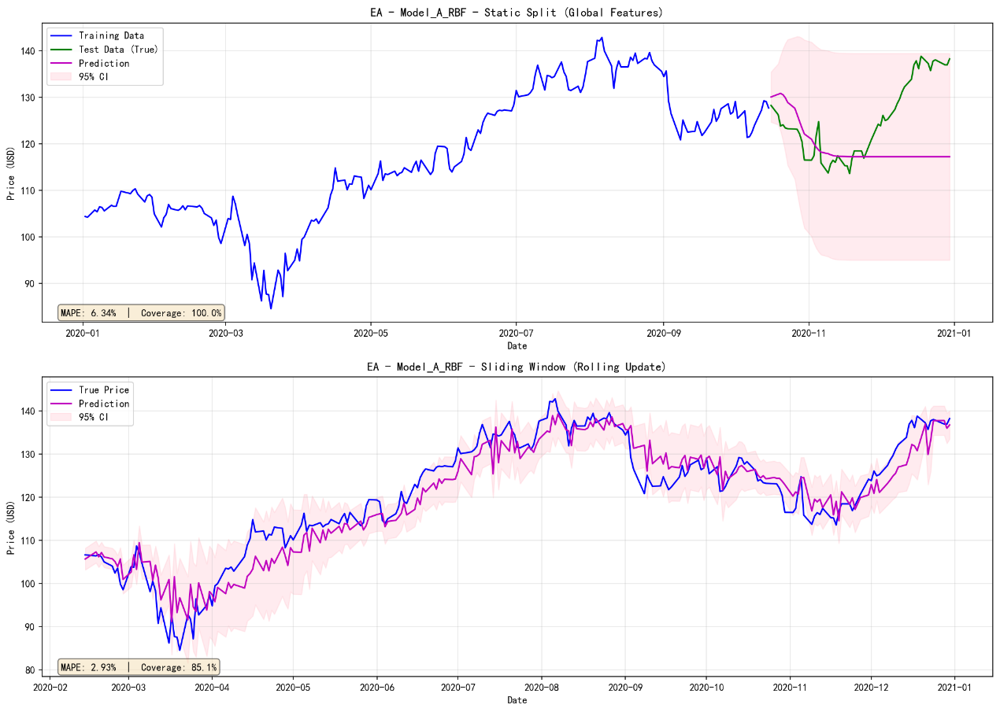 EA - Model_A_RBF - Static Split (Global Features)
Training Data
Test Data (True)
Prediction
95% CI
140
130
120
110
100
90
Price (USD)
MAPE: 6.34% | Coverage: 100.0%
2020-01 2020-03 2020-05 2020-07 2020-09 2020-11 2021-01
Date
EA - Model_A_RBF - Sliding Window (Rolling Update)
True Price
Prediction
95% CI
140
130
120
110
100
90
80
Price (USD)
MAPE: 2.93% | Coverage: 85.1%
2020-02 2020-03 2020-04 2020-05 2020-06 2020-07 2020-08 2020-09 2020-10 2020-11 2020-12 2021-01
Date